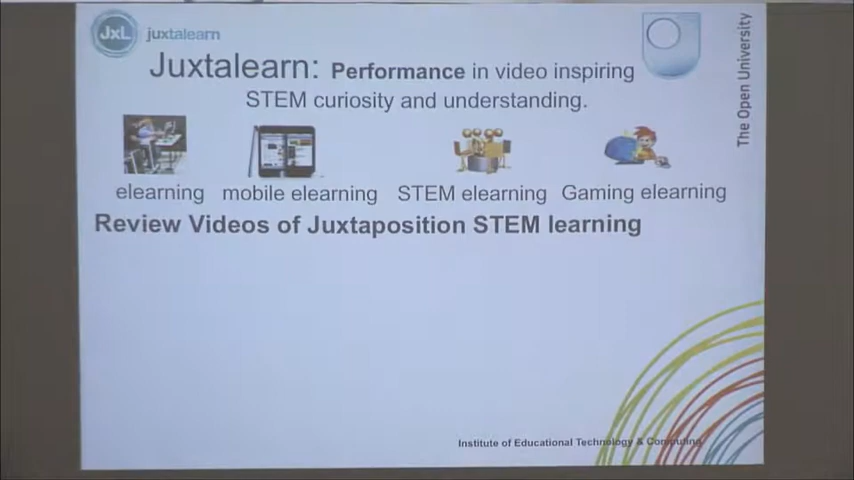 JxL juxtalearn
Juxtalearn: Performance in video inspiring
STEM curiosity and understanding.
The Open University
elearning mobile elearning STEM elearning Gaming elearning
Review Videos of Juxtaposition STEM learning
Institute of Educational Technology & Computing